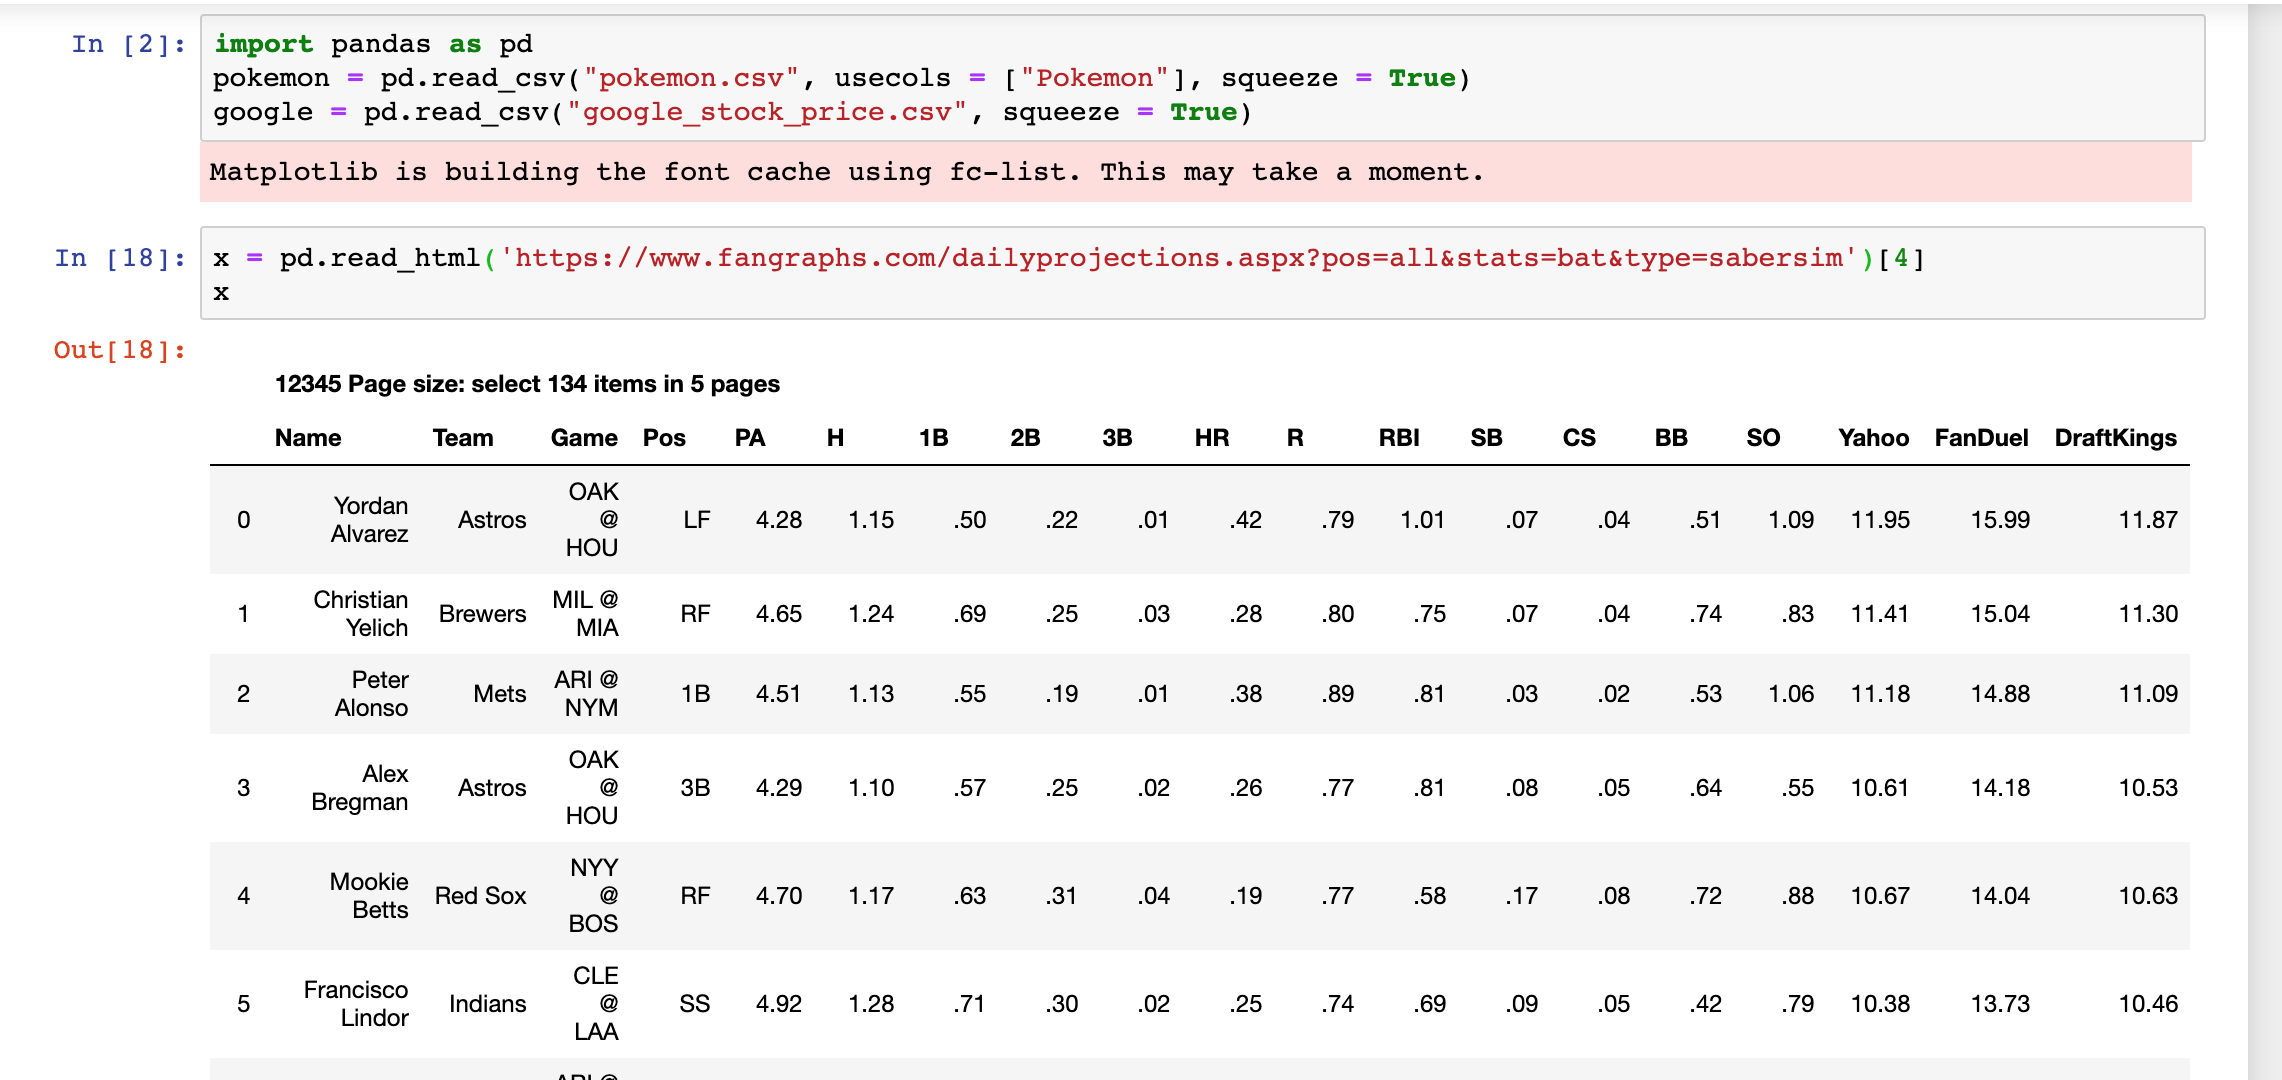 In [2]:
import pandas as pd
pokemon = pd.read_csv("pokemon.csv", usecols = ["Pokemon"], squeeze = True)
google = pd.read_csv("google_stock_price.csv", squeeze = True)
Matplotlib is building the font cache using fc-list. This may take a moment.
In [18]:
x = pd.read_html('https://www.fangraphs.com/dailyprojections.aspx?pos=all&stats=bat&type=sabersim')[4]
x
Out[18]:
12345 Page size: select 134 items in 5 pages
Name Team Game Pos PA H 1B 2B 3B HR R RBI SB CS BB SO Yahoo FanDuel DraftKings
0 Yordan Alvarez Astros OAK @ HOU LF 4.28 1.15 .50 .22 .01 .42 .79 1.01 .07 .04 .51 1.09 11.95 15.99 11.87
1 Christian Yelich Brewers MIL @ MIA RF 4.65 1.24 .69 .25 .03 .28 .80 .75 .07 .04 .74 .83 11.41 15.04 11.30
2 Peter Alonso Mets ARI @ NYM 1B 4.51 1.13 .55 .19 .01 .38 .89 .81 .03 .02 .53 1.06 11.18 14.88 11.09
3 Alex Bregman Astros OAK @ HOU 3B 4.29 1.10 .57 .25 .02 .26 .77 .81 .08 .05 .64 .55 10.61 14.18 10.53
4 Mookie Betts Red Sox NYY @ BOS RF 4.70 1.17 .63 .31 .04 .19 .77 .58 .17 .08 .72 .88 10.67 14.04 10.63
5 Francisco Lindor Indians CLE @ LAA SS 4.92 1.28 .71 .30 .02 .25 .74 .69 .09 .05 .42 .79 10.38 13.73 10.46
ARI @